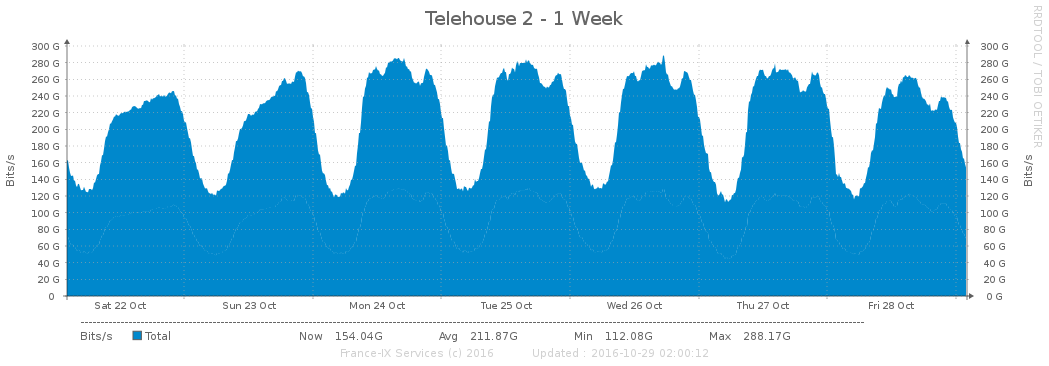 Telehouse 2 - 1 Week
RRDTOOL / TOBI OETIKER
Bits/s
300 G
280 G
260 G
240 G
220 G
200 G
180 G
160 G
140 G
120 G
100 G
80 G
60 G
40 G
20 G
0
300 G
280 G
260 G
240 G
220 G
200 G
180 G
160 G
140 G
120 G
100 G
80 G
60 G
40 G
20 G
0 G
Bits/s
Sat 22 Oct Sun 23 Oct Mon 24 Oct Tue 25 Oct Wed 26 Oct Thu 27 Oct Fri 28 Oct
Bits/s Total Now 154.04G Avg 211.87G Min 112.08G Max 288.17G
France-IX Services (c) 2016 Updated : 2016-10-29 02:00:12